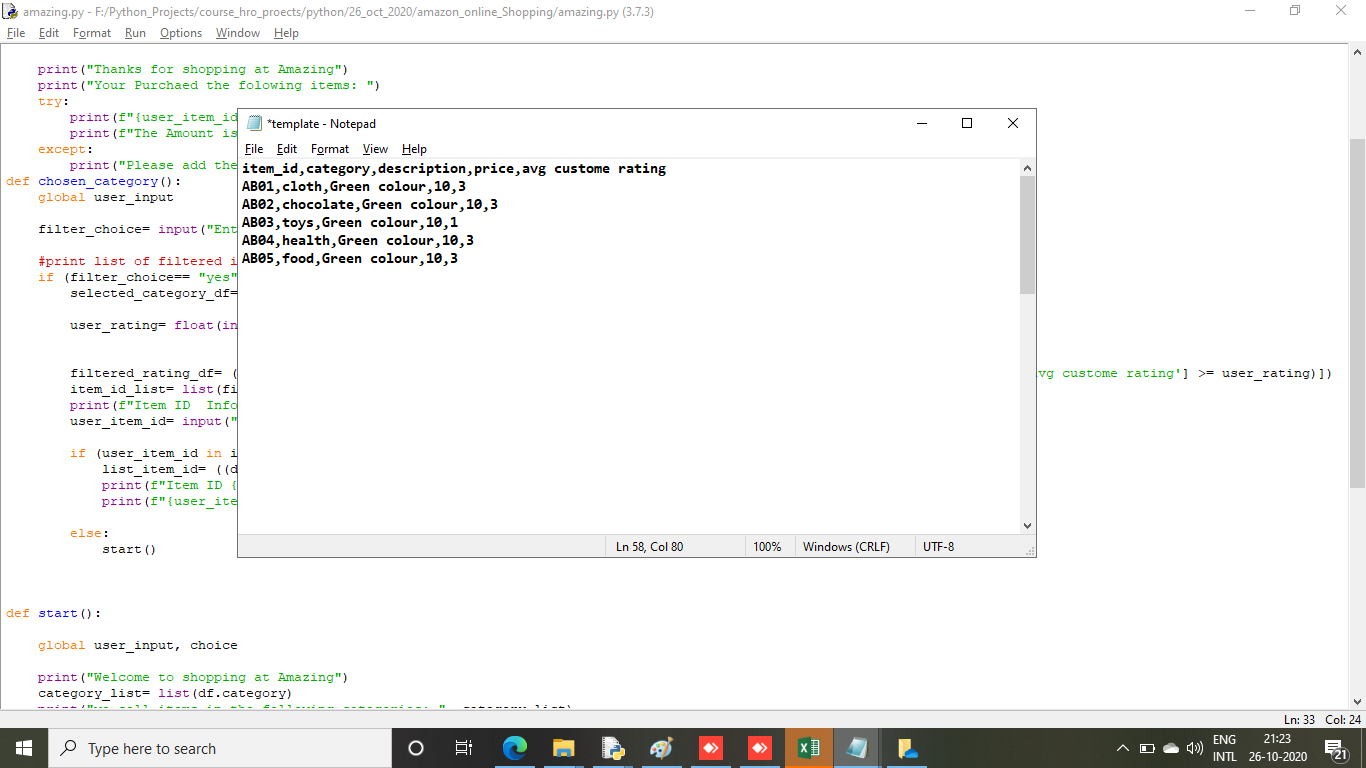 amazing.py - F:/Python_Projects/course_hro_proects/python/26_oct_2020/amazon_online_Shopping/amazing.py (3.7.3)
File Edit Format Run Options Window Help
print("Thanks for shopping at Amazing")
print("Your Purchaed the folowing items: ")
try:
print(f"{user_item_id
print(f"The Amount is
except:
print("Please add the
def chosen_category():
global user_input
filter_choice= input("Ent
#print list of filtered i
if (filter_choice== "yes"
selected_category_df=
user_rating= float(in
filtered_rating_df= (
vg custome rating'] >= user_rating)])
item_id_list= list(fi
print(f"Item ID  Info
user_item_id= input("
if (user_item_id in i
list_item_id= ((d
print(f"Item ID {
print(f"{user_ite
else:
start()
def start():
global user_input, choice
print("Welcome to shopping at Amazing")
category_list= list(df.category)
Ln: 33 Col: 24
*template - Notepad
File Edit Format View Help
item_id,category,description,price,avg custome rating
AB01,cloth,Green colour,10,3
AB02,chocolate,Green colour,10,3
AB03,toys,Green colour,10,1
AB04,health,Green colour,10,3
AB05,food,Green colour,10,3
Ln 58, Col 80 100% Windows (CRLF) UTF-8
Type here to search
ENG
INTL
21:23
26-10-2020
21